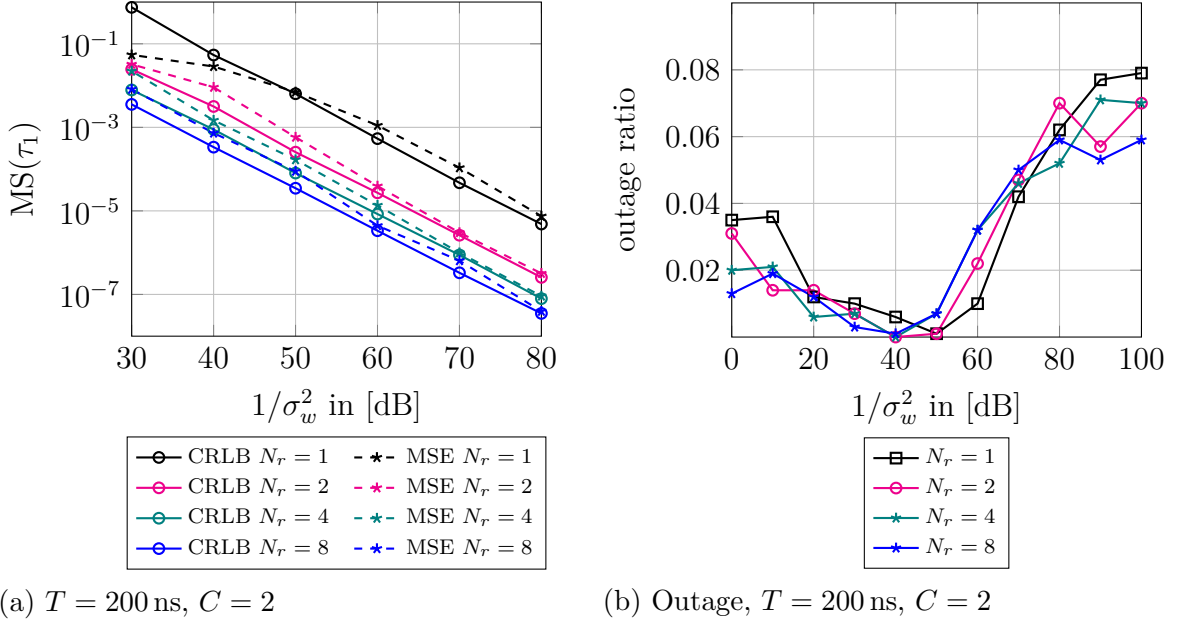 10^{-1}
10^{-3}
10^{-5}
10^{-7}
MS(τ_1)
30 40 50 60 70 80
1/σ_w^2 in [dB]
CRLB N_r = 1 MSE N_r = 1
CRLB N_r = 2 MSE N_r = 2
CRLB N_r = 4 MSE N_r = 4
CRLB N_r = 8 MSE N_r = 8
(a) T = 200 ns, C = 2
0.08
0.06
0.04
0.02
outage ratio
0 20 40 60 80 100
1/σ_w^2 in [dB]
N_r = 1
N_r = 2
N_r = 4
N_r = 8
(b) Outage, T = 200 ns, C = 2